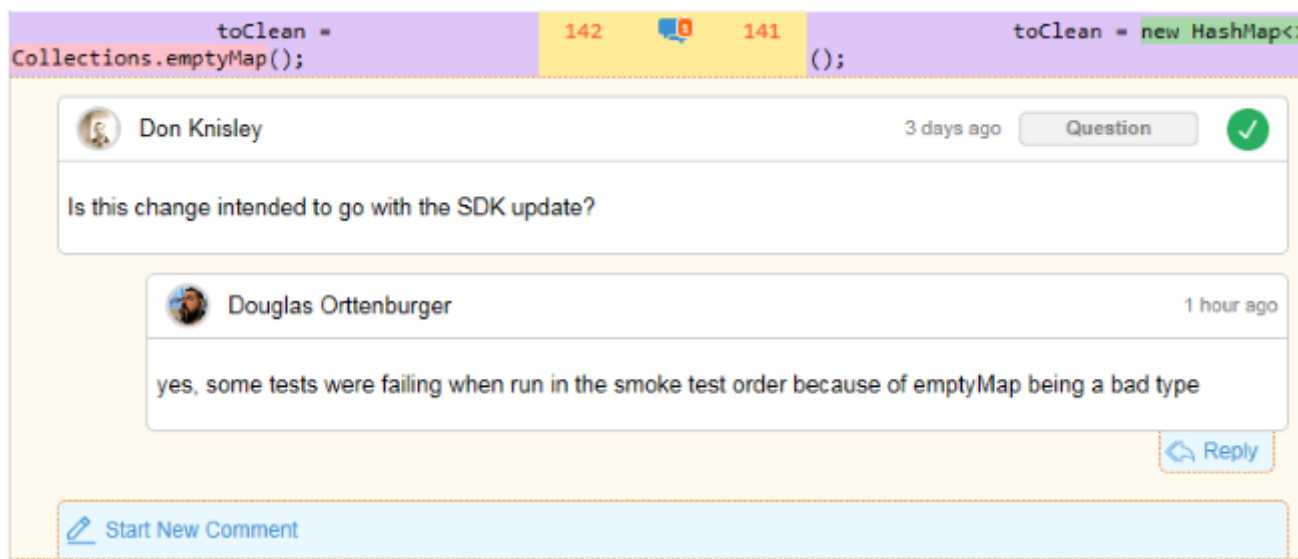 toClean =
Collections.emptyMap();
142
1
141
toClean = new HashMap<>
();
Don Knisley
3 days ago
Question
Is this change intended to go with the SDK update?
Douglas Orttenburger
1 hour ago
yes, some tests were failing when run in the smoke test order because of emptyMap being a bad type
Reply
Start New Comment